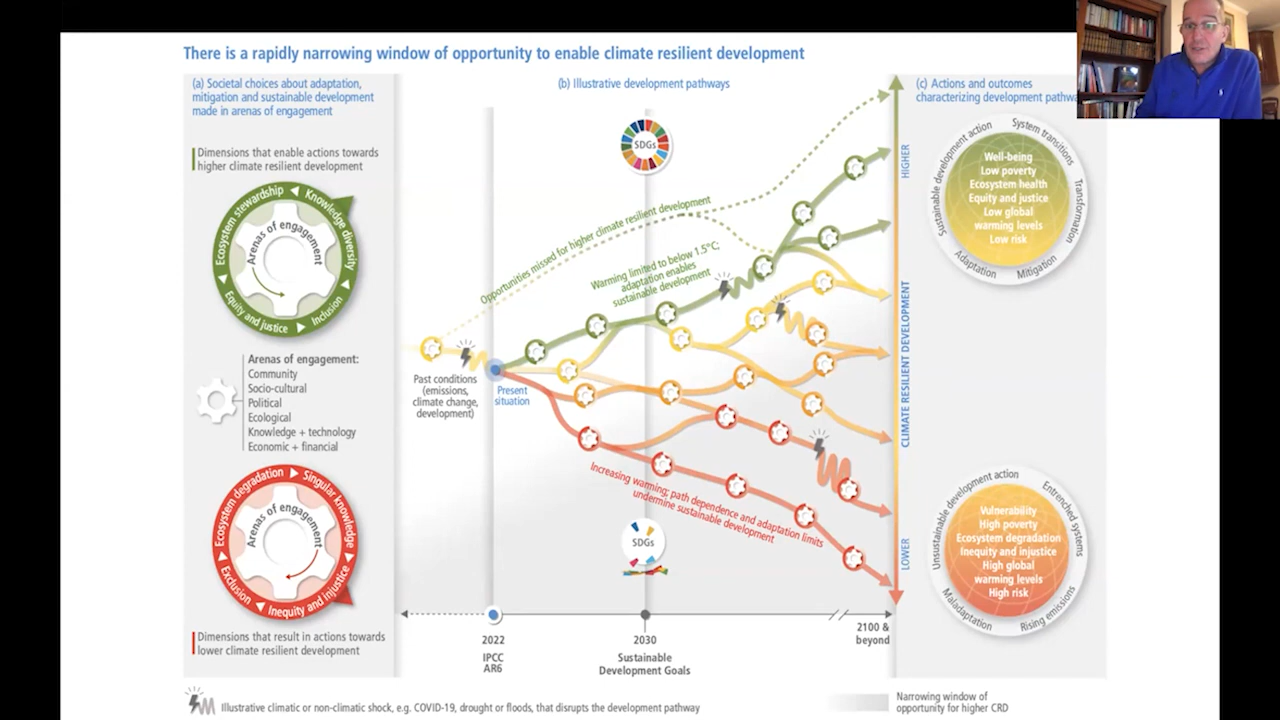 There is a rapidly narrowing window of opportunity to enable climate resilient development
(a) Societal choices about adaptation,
mitigation and sustainable development
made in arenas of engagement
Dimensions that enable actions towards
higher climate resilient development
Ecosystem stewardship
Knowledge diversity
Equity and justice
Inclusion
Arenas of engagement
Arenas of engagement:
Community
Socio-cultural
Political
Ecological
Knowledge + technology
Economic + financial
Ecosystem degradation
Singular knowledge
Exclusion
Inequity and injustice
Arenas of engagement
Dimensions that result in actions towards
lower climate resilient development
(b) Illustrative development pathways
SDGs
Opportunities missed for higher climate resilient development
Warming limited to below 1.5°C;
adaptation enables
sustainable development
Past conditions
(emissions,
climate change,
development)
Present
situation
Increasing warming; path dependence and adaptation limits
undermine sustainable development
SDGs
2022
IPCC
AR6
2030
Sustainable
Development Goals
2100 &
beyond
HIGHER
CLIMATE RESILIENT DEVELOPMENT
LOWER
(c) Actions and outcomes
characterizing development pathwa
Sustainable development action
System transitions
Transformation
Adaptation
Mitigation
Well-being
Low poverty
Ecosystem health
Equity and justice
Low global
warming levels
Low risk
Unsustainable development action
Entrenched systems
Maladaptation
Rising emissions
Vulnerability
High poverty
Ecosystem degradation
Inequity and injustice
High global
warming levels
High risk
Illustrative climatic or non-climatic shock, e.g. COVID-19, drought or floods, that disrupts the development pathway
Narrowing window of
opportunity for higher CRD